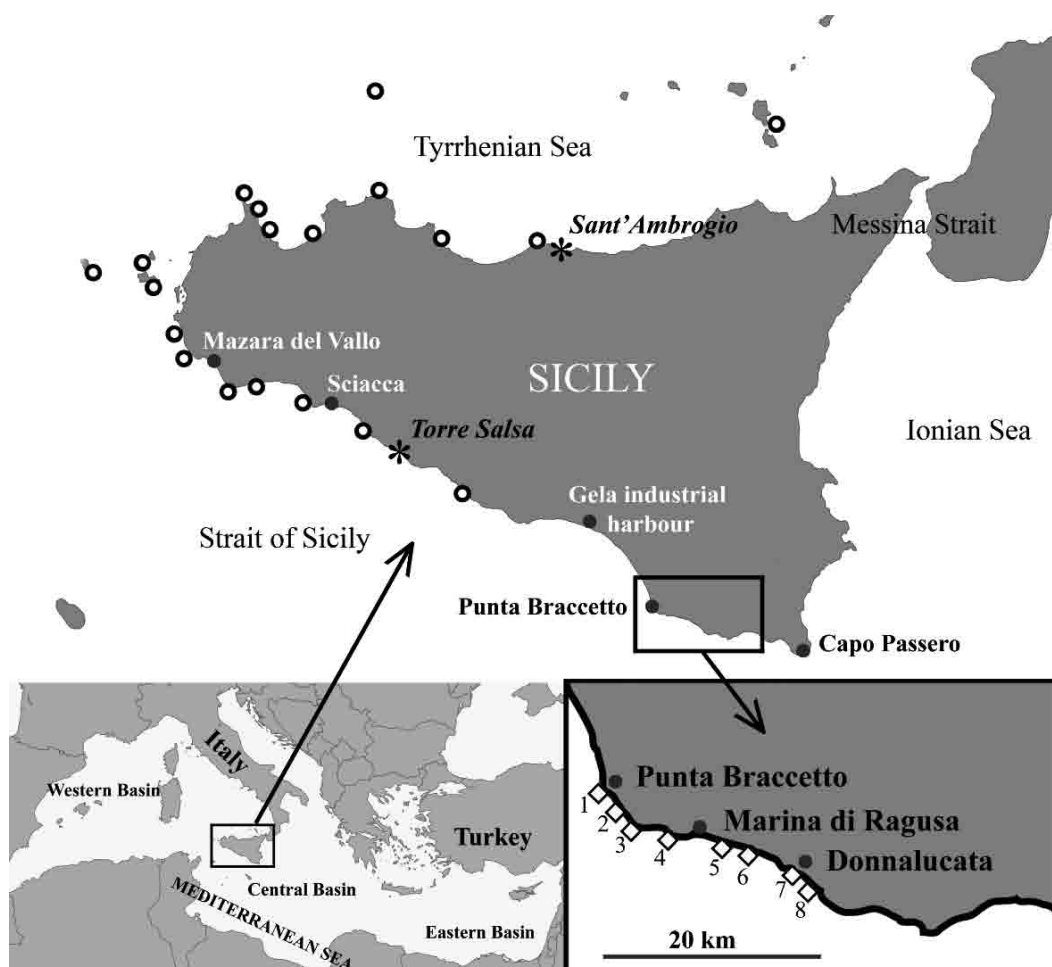 Tyrrhenian Sea
Sant'Ambrogio
Messina Strait
Mazara del Vallo
SICILY
Sciacca
Torre Salsa
Ionian Sea
Gela industrial
harbour
Strait of Sicily
Punta Braccetto
Capo Passero
Italy
Western Basin
Turkey
Central Basin
MEDITERRANEAN SEA
Eastern Basin
Punta Braccetto
1
2
Marina di Ragusa
3
4
Donnalucata
5
6
7
8
20 km